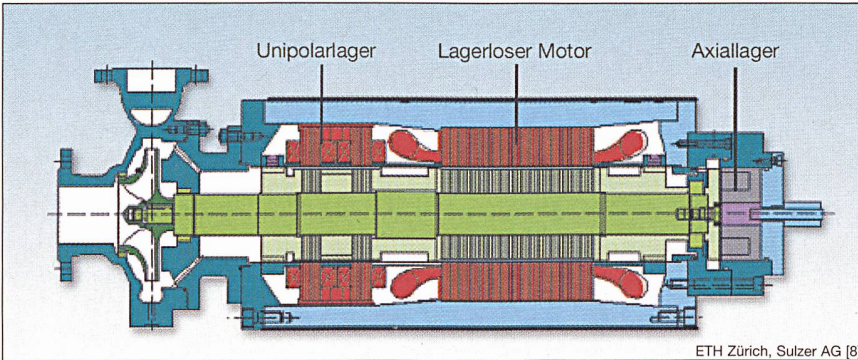 Unipolarlager
Lagerloser Motor
Axiallager
ETH Zürich, Sulzer AG [8